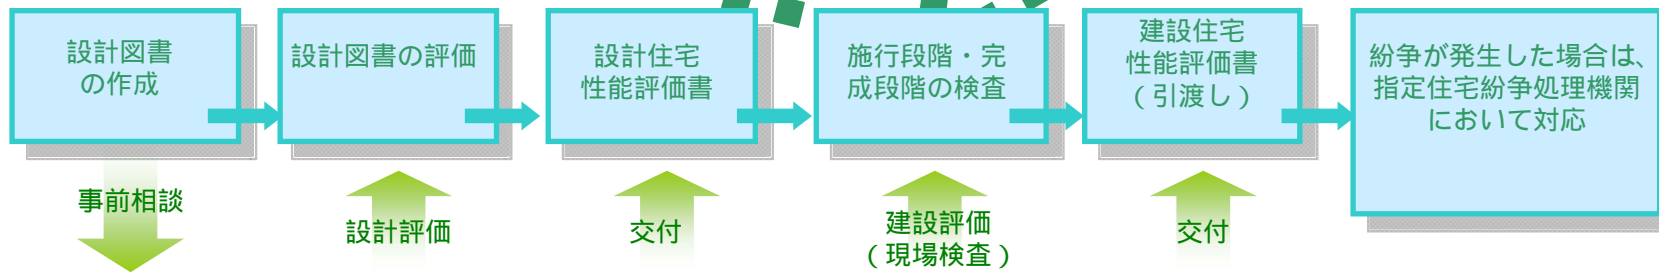 設計図書
の作成
設計図書の評価
設計住宅
性能評価書
施行段階・完
成段階の検査
建設住宅
性能評価書
（引渡し）
紛争が発生した場合は、
指定住宅紛争処理機関
において対応
事前相談
設計評価
交付
建設評価
（現場検査）
交付